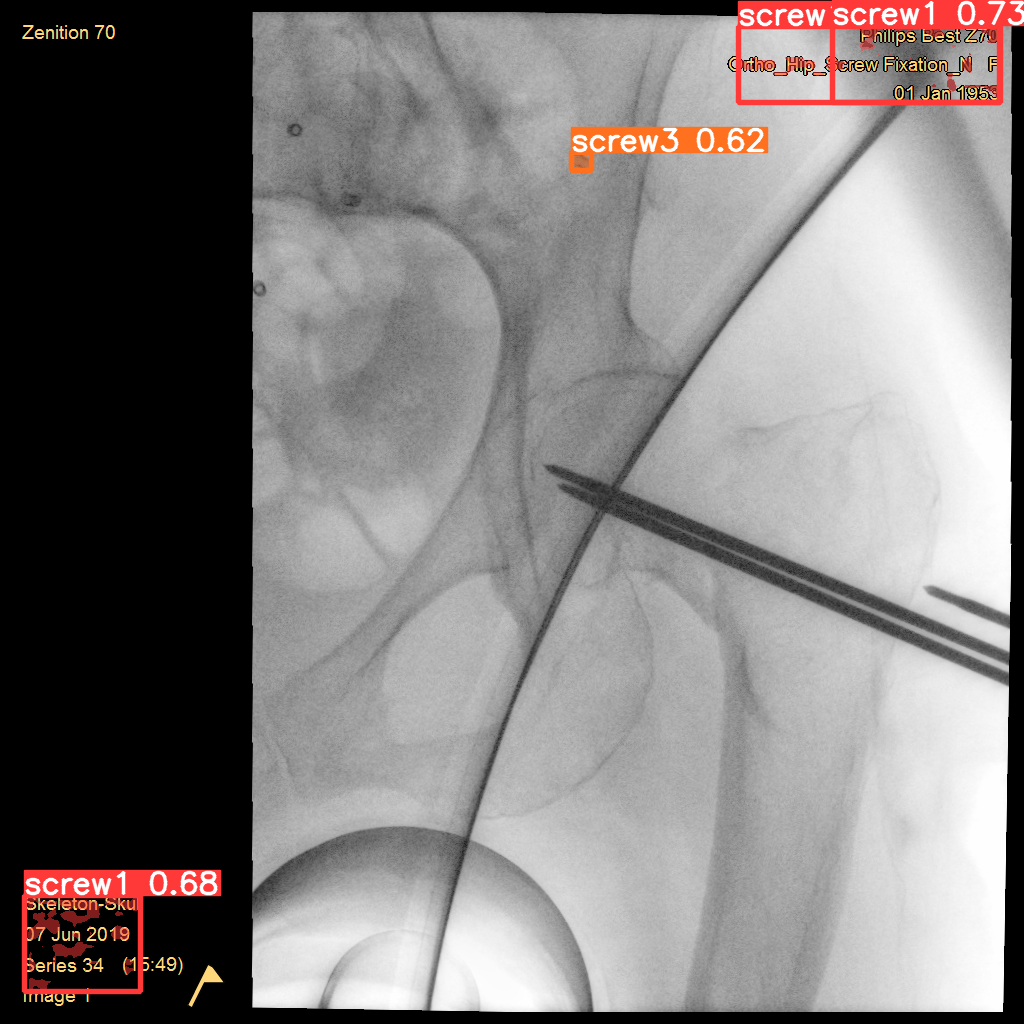 Zenition 70
screw screw1 0.73
Philips Best Z70
Ortho_Hip_Screw Fixation_N F
01 Jan 1959
screw3 0.62
screw1 0.68
Skeleton-Skul
07 Jun 2019
Series 34 (15:49)
Image 1